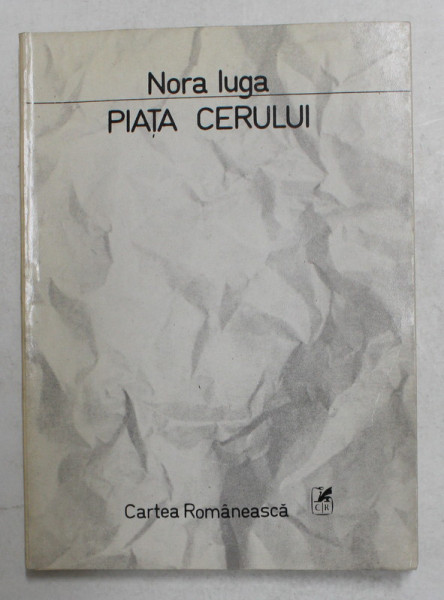 Nora Iuga
PIAȚA CERULUI
Cartea Românească
C R